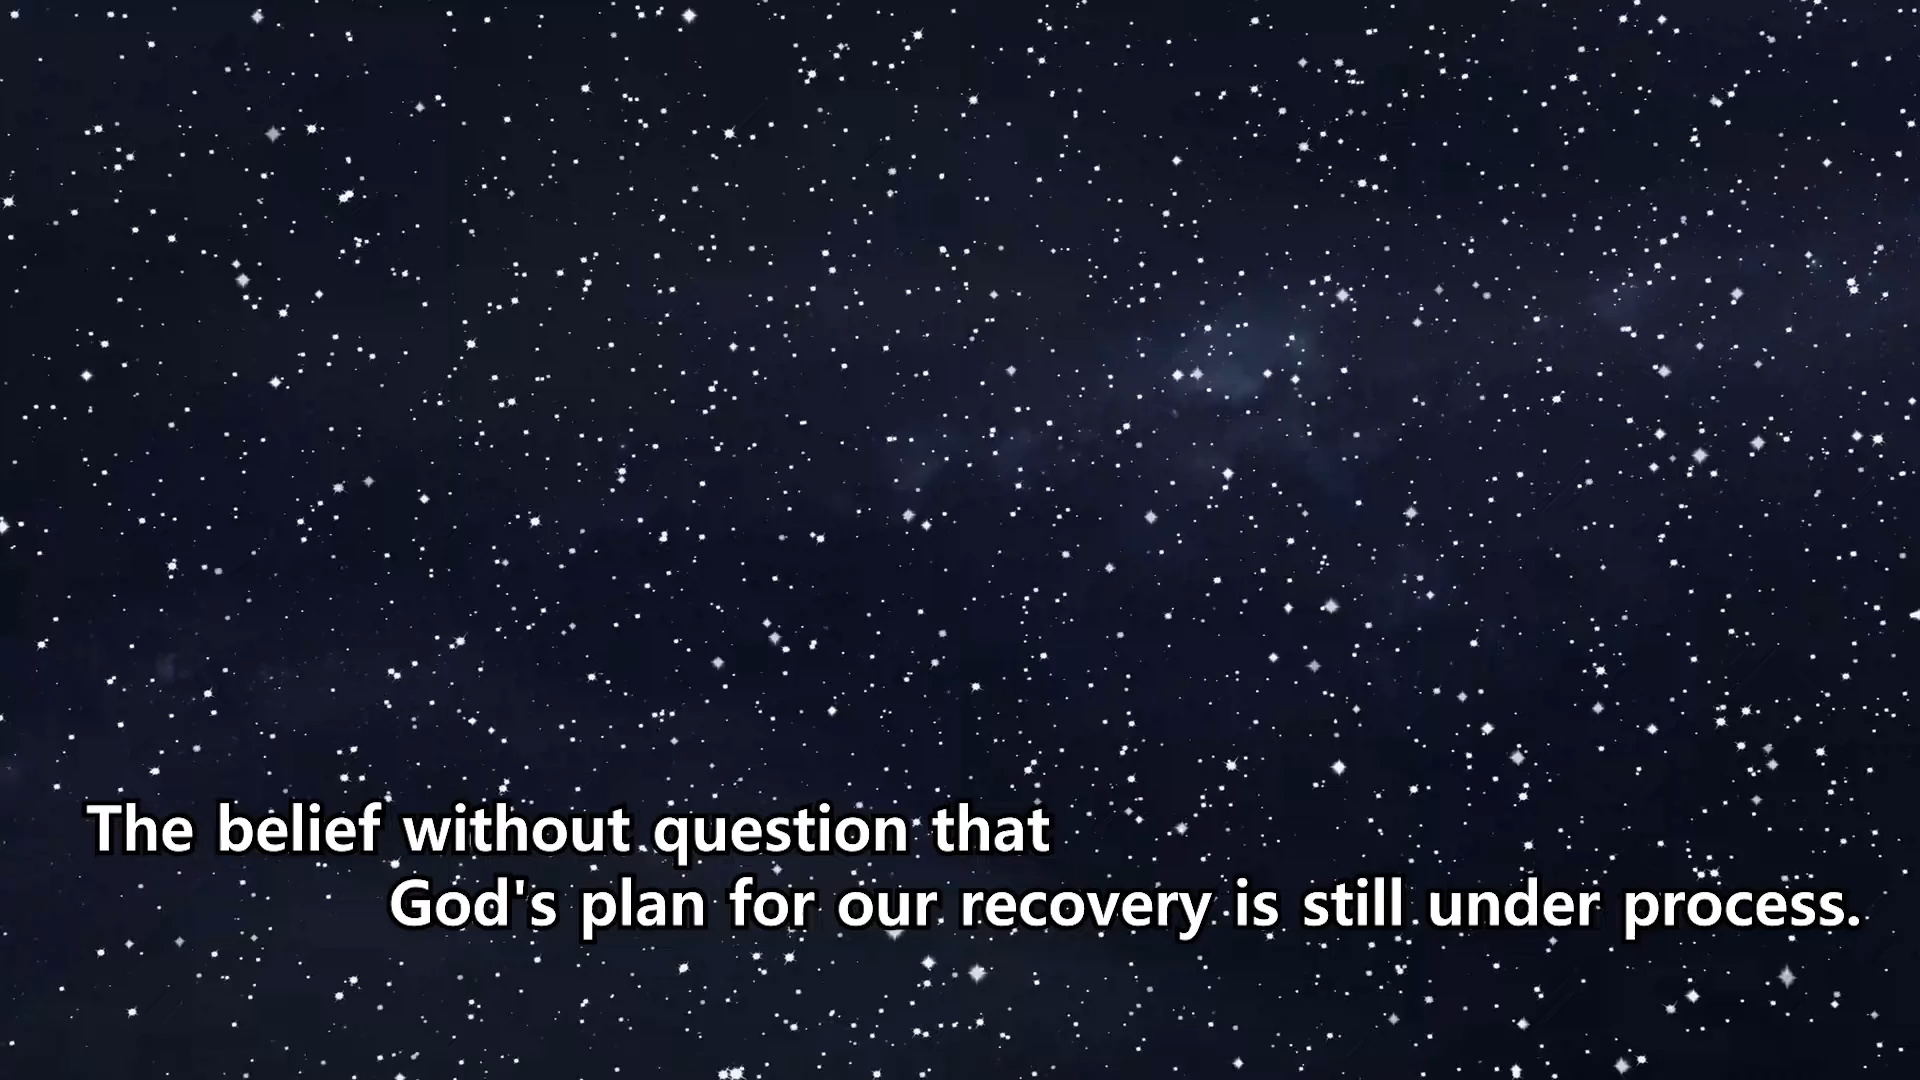 The belief without question that
God's plan for our recovery is still under process.